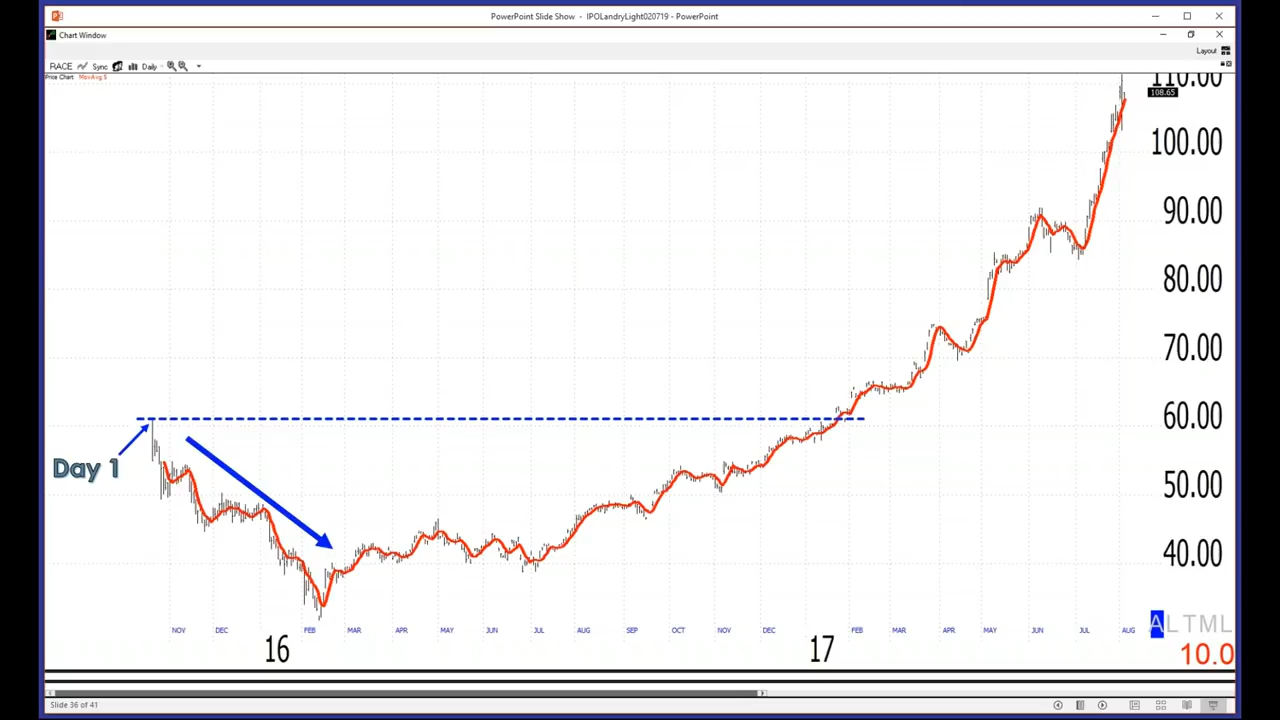 PowerPoint Slide Show - IPOLandryLight020719 - PowerPoint
Chart Window
Layout
RACE Sync Daily
Price Chart MovAvg 5
110.00
108.65
100.00
90.00
80.00
70.00
60.00
Day 1
50.00
40.00
ALTML
NOV DEC FEB MAR APR MAY JUN JUL AUG SEP OCT NOV DEC FEB MAR APR MAY JUN JUL AUG
16 17
10.0
Slide 36 of 41